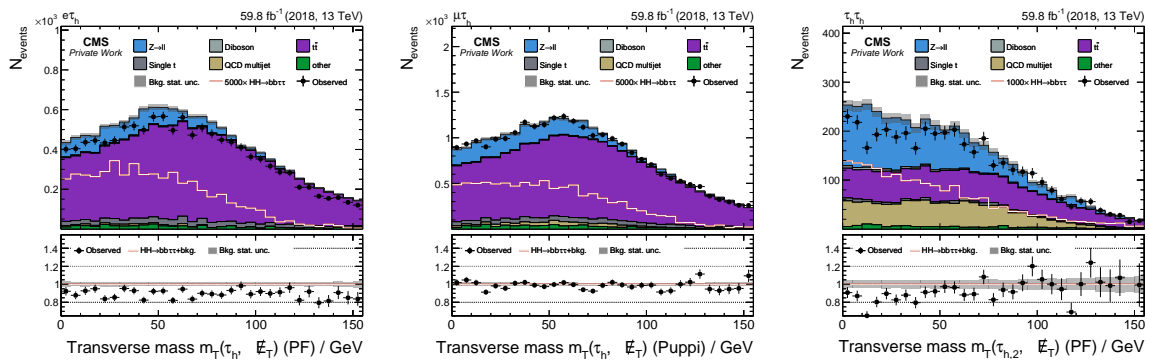 ×10³ eτh 59.8 fb⁻¹ (2018, 13 TeV)
CMS
Private Work
Z→ll Diboson tt̄
Single t QCD multijet other
Bkg. stat. unc. 5000× HH→bbττ Observed
Nevents
1
0.8
0.6
0.4
0.2
Observed HH→bbττ+bkg. Bkg. stat. unc.
1.4
1.2
1
0.8
0 50 100 150
Transverse mass mT(τh, E̸T) (PF) / GeV
×10³ μτh 59.8 fb⁻¹ (2018, 13 TeV)
CMS
Private Work
Z→ll Diboson tt̄
Single t QCD multijet other
Bkg. stat. unc. 5000× HH→bbττ Observed
Nevents
2
1.5
1
0.5
Observed HH→bbττ+bkg. Bkg. stat. unc.
1.4
1.2
1
0.8
0 50 100 150
Transverse mass mT(τh, E̸T) (Puppi) / GeV
τhτh 59.8 fb⁻¹ (2018, 13 TeV)
CMS
Private Work
Z→ll Diboson tt̄
Single t QCD multijet other
Bkg. stat. unc. 1000× HH→bbττ Observed
Nevents
400
300
200
100
Observed HH→bbττ+bkg. Bkg. stat. unc.
1.4
1.2
1
0.8
0 50 100 150
Transverse mass mT(τh,2, E̸T) (PF) / GeV